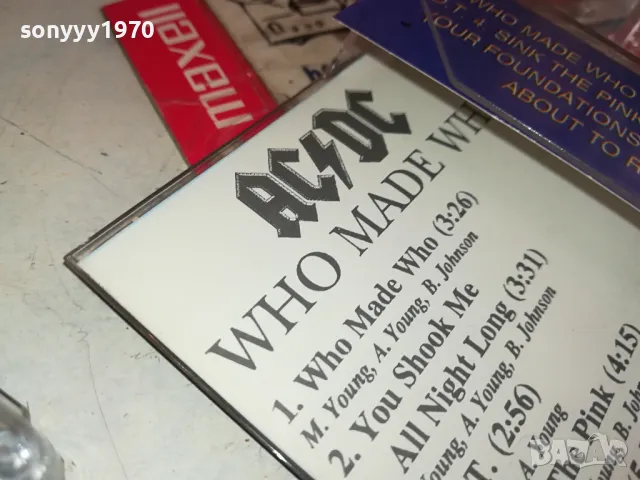 sonyyy1970
maxell
WHO MADE WHO
D.T. 4. SINK THE PINK
YOUR FOUNDATIONS
ABOUT TO R
AC DC
WHO MADE WH
1. Who Made Who (3:26)
M. Young, A. Young, B. Johnson
2. You Shook Me
All Night Long (3:31)
Young, A. Young, B. Johnson
T. (2:56)
A. Young
The Pink (4:15)
BAZAR